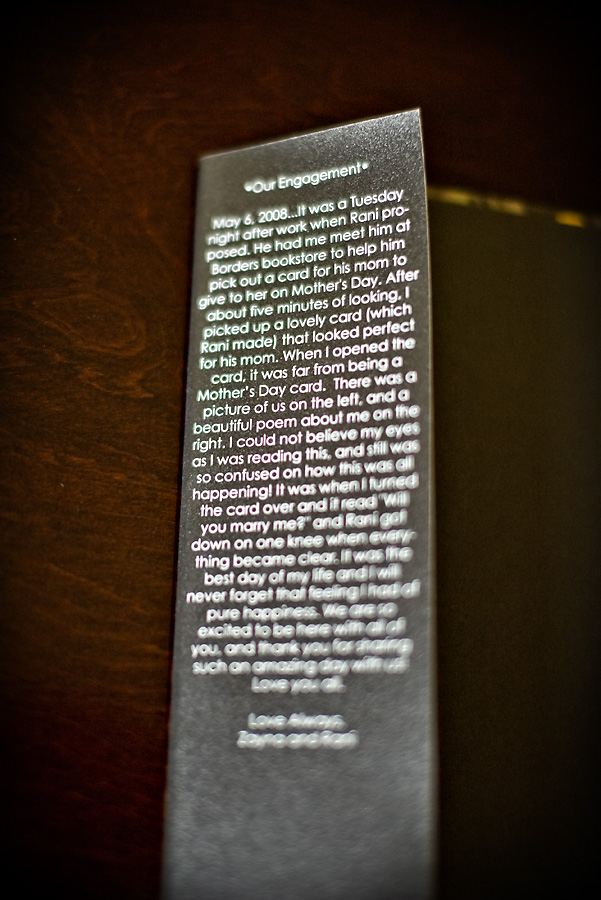 ♥Our Engagement♥
May 6, 2008...It was a Tuesday
night after work when Rani pro-
posed. He had me meet him at
Borders bookstore to help him
pick out a card for his mom to
give to her on Mother's Day. After
about five minutes of looking, I
picked up a lovely card (which
Rani made) that looked perfect
for his mom. When I opened the
card, it was far from being a
Mother's Day card. There was a
picture of us on the left, and a
beautiful poem about me on the
right. I could not believe my eyes
as I was reading this, and still was
so confused on how this was all
happening! It was when I turned
the card over and it read "Will
you marry me?" and Rani got
down on one knee when every-
thing became clear. It was the
best day of my life and I will
never forget that feeling I had of
pure happiness. We are so
excited to be here with all of
you, and thank you for sharing
such an amazing day with us!
Love you all.
Love Always,
Zayna and Rani